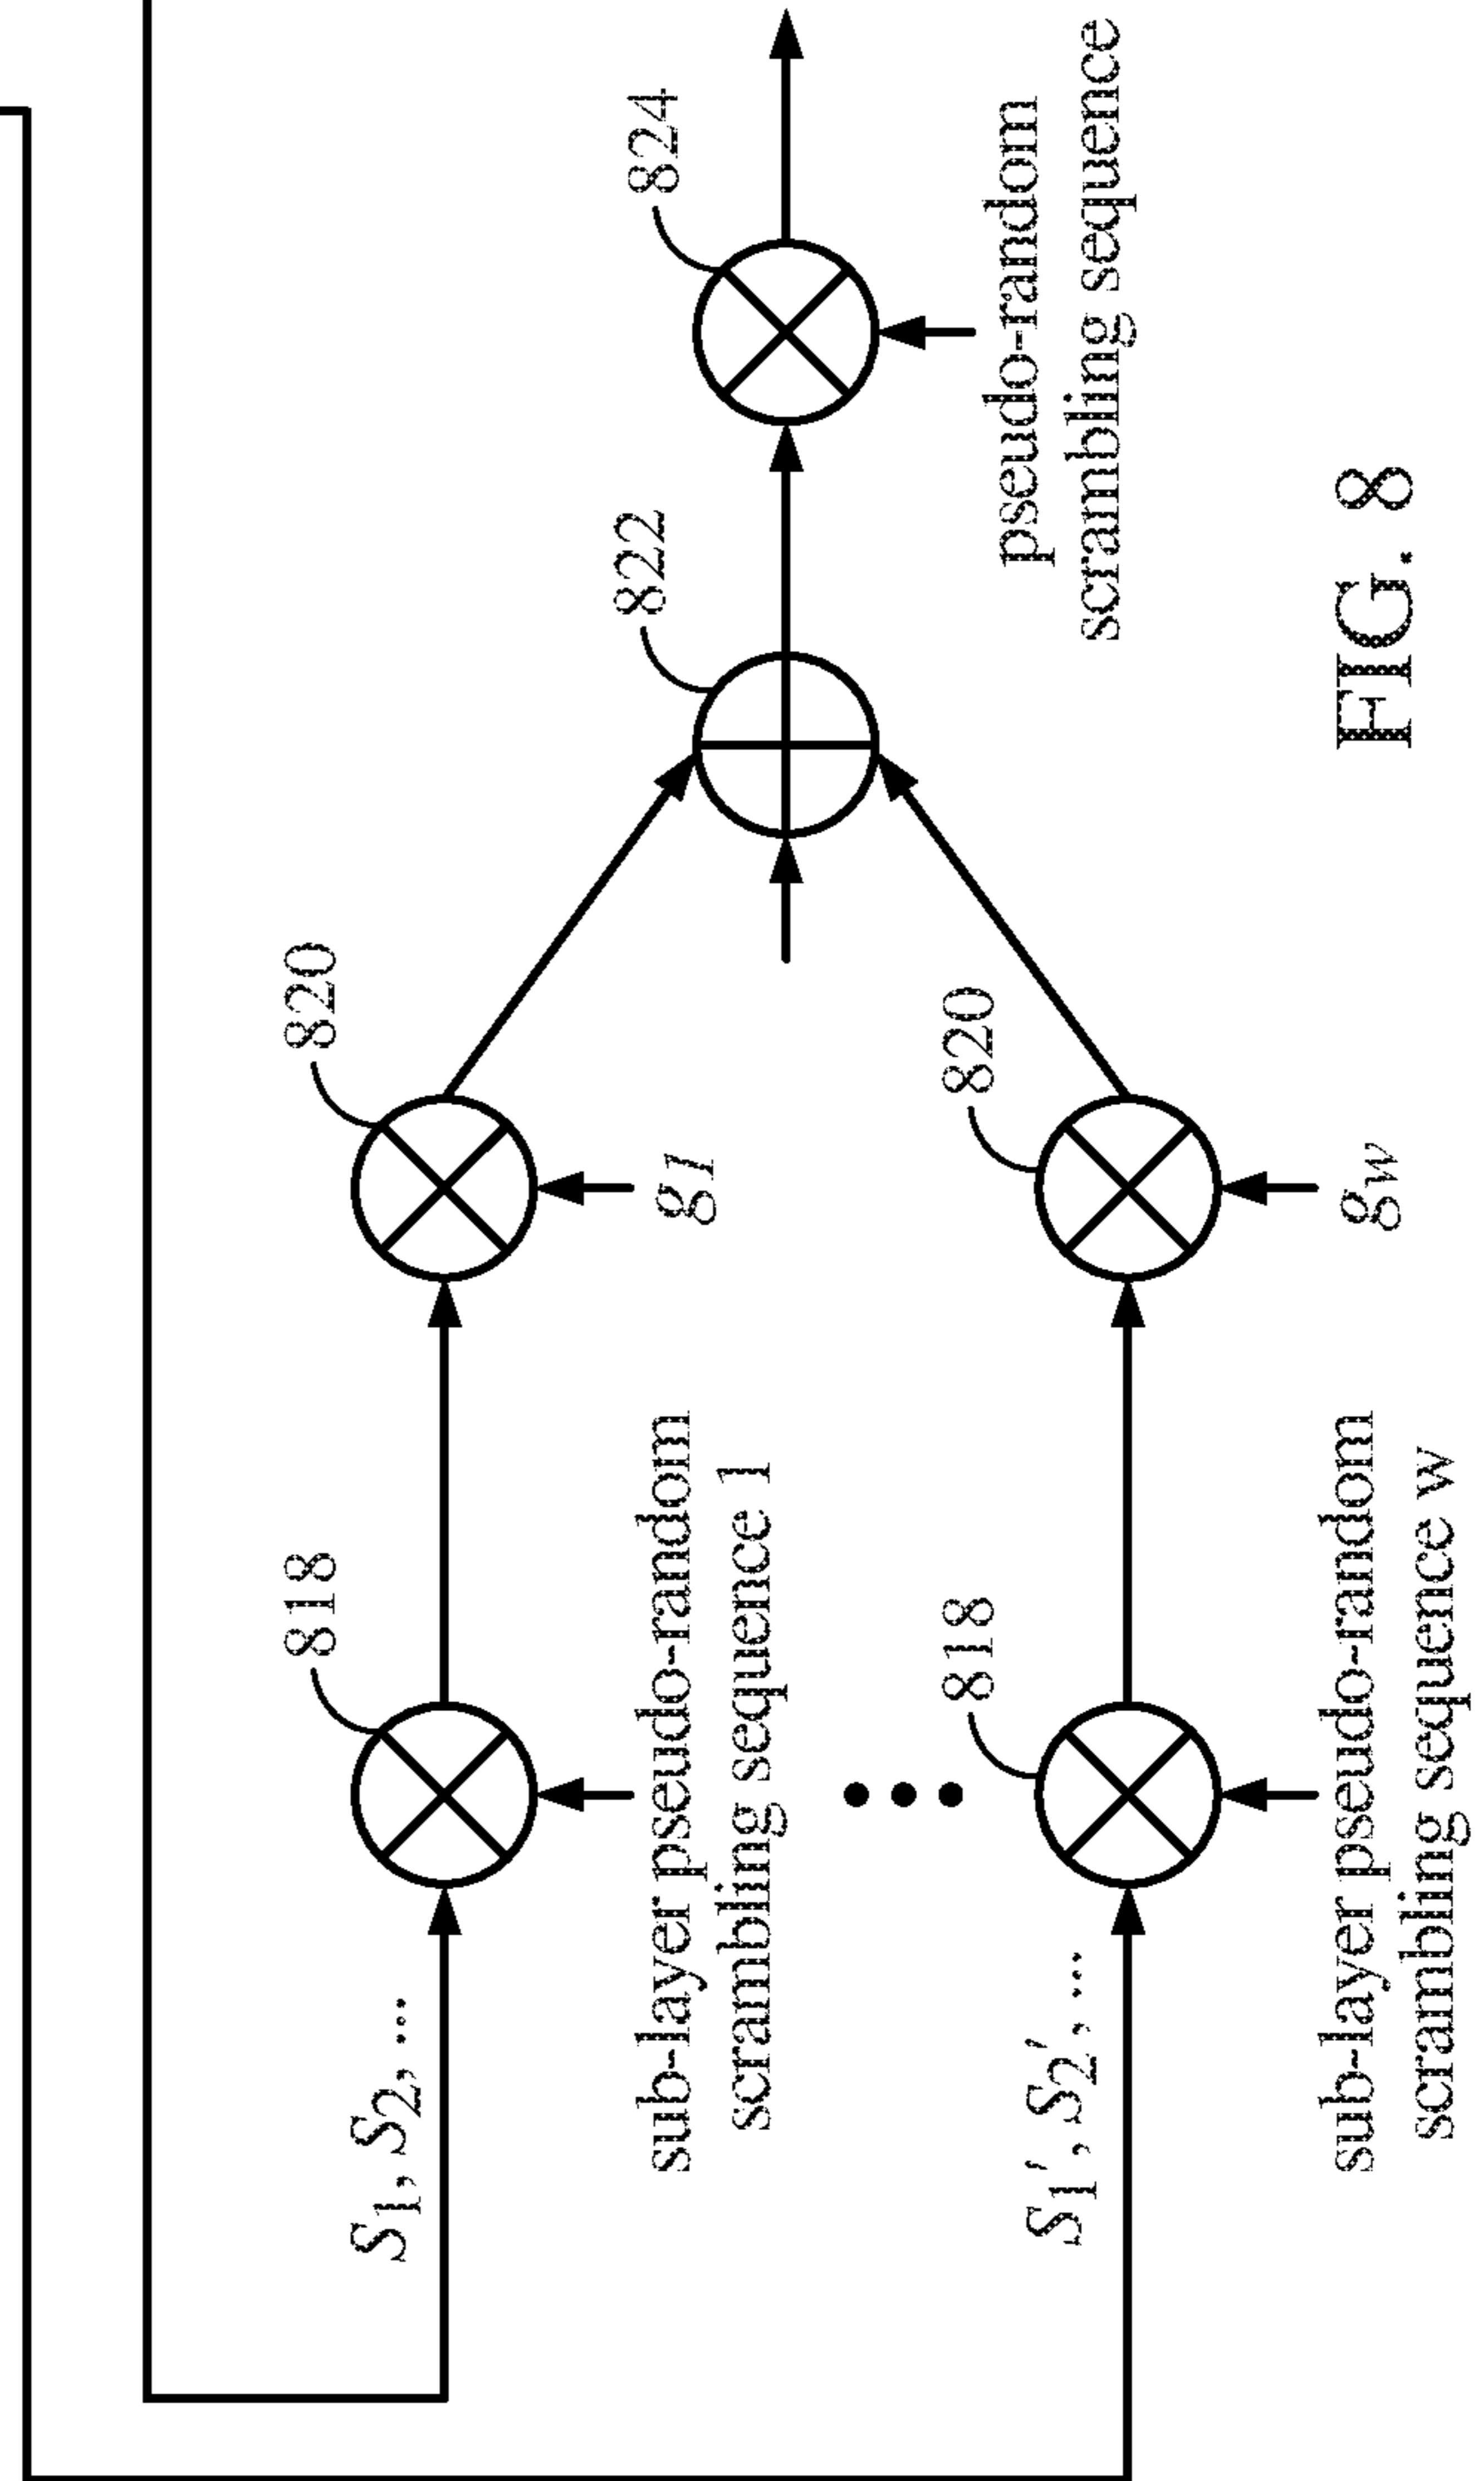 S1, S2, ...
818
sub-layer pseudo-random
scrambling sequence 1
820
g1
S1', S2', ...
818
sub-layer pseudo-random
scrambling sequence w
820
gw
822
824
pseudo-random
scrambling sequence
FIG. 8